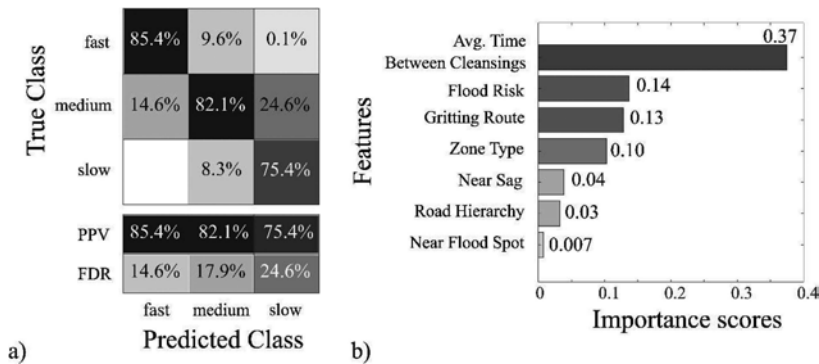 fast 85.4% 9.6% 0.1%
medium 14.6% 82.1% 24.6%
slow 8.3% 75.4%
PPV 85.4% 82.1% 75.4%
FDR 14.6% 17.9% 24.6%
fast medium slow
Predicted Class
True Class
a)
Avg. Time
Between Cleansings
0.37
Flood Risk 0.14
Gritting Route 0.13
Zone Type 0.10
Near Sag 0.04
Road Hierarchy 0.03
Near Flood Spot 0.007
0 0.1 0.2 0.3 0.4
Importance scores
Features
b)